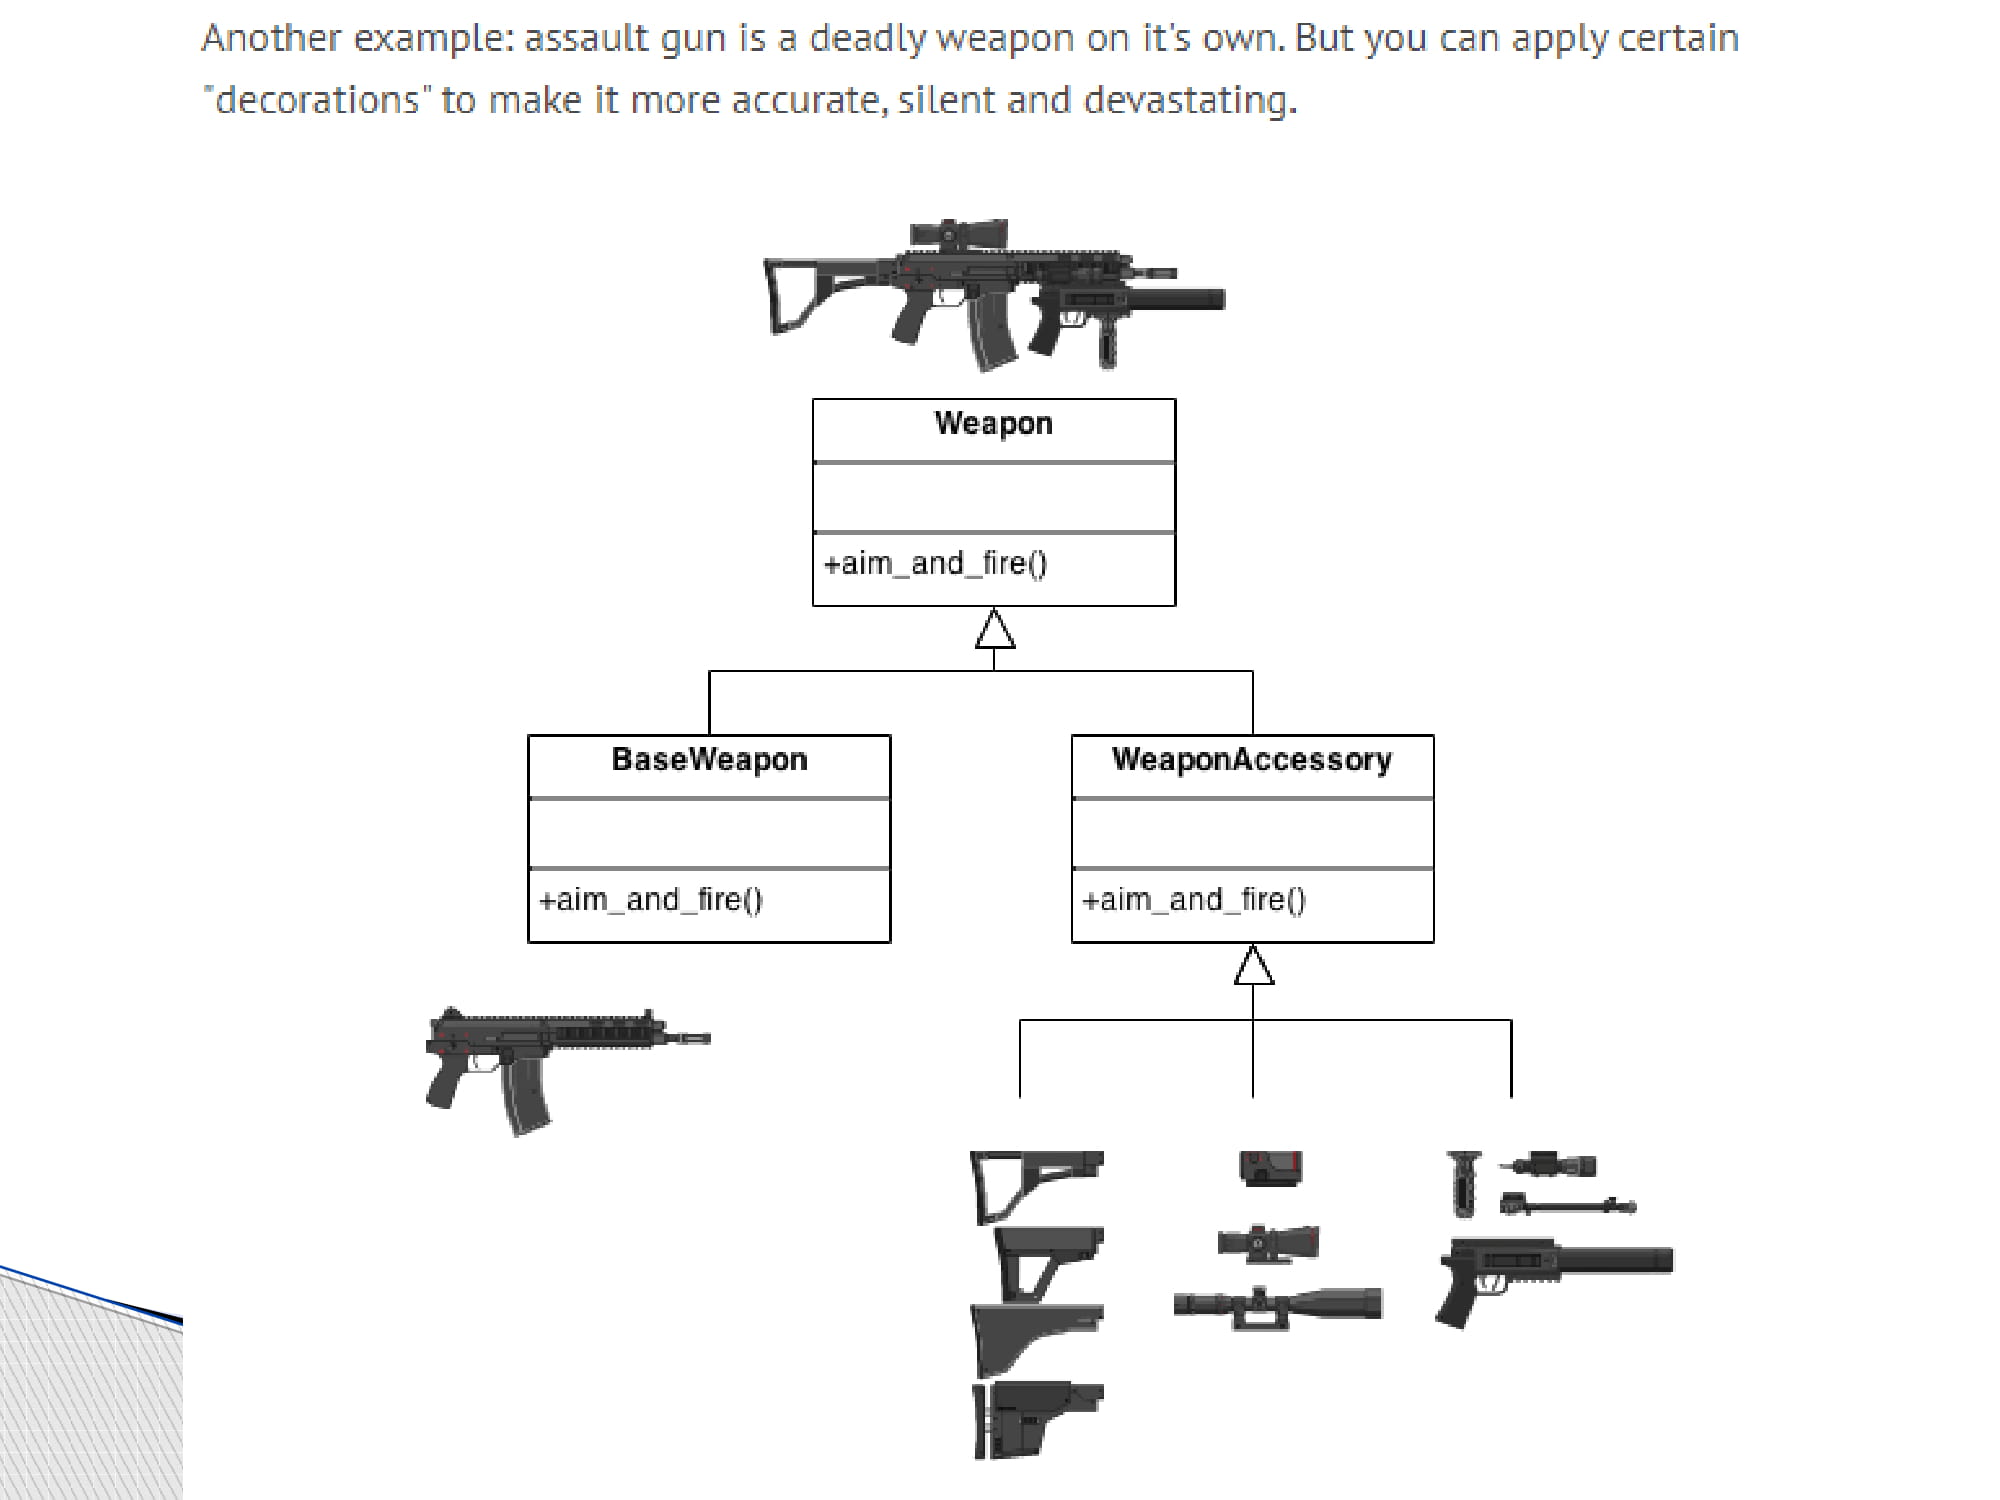 Another example: assault gun is a deadly weapon on it's own. But you can apply certain
"decorations" to make it more accurate, silent and devastating.
Weapon
+aim_and_fire()
BaseWeapon
+aim_and_fire()
WeaponAccessory
+aim_and_fire()